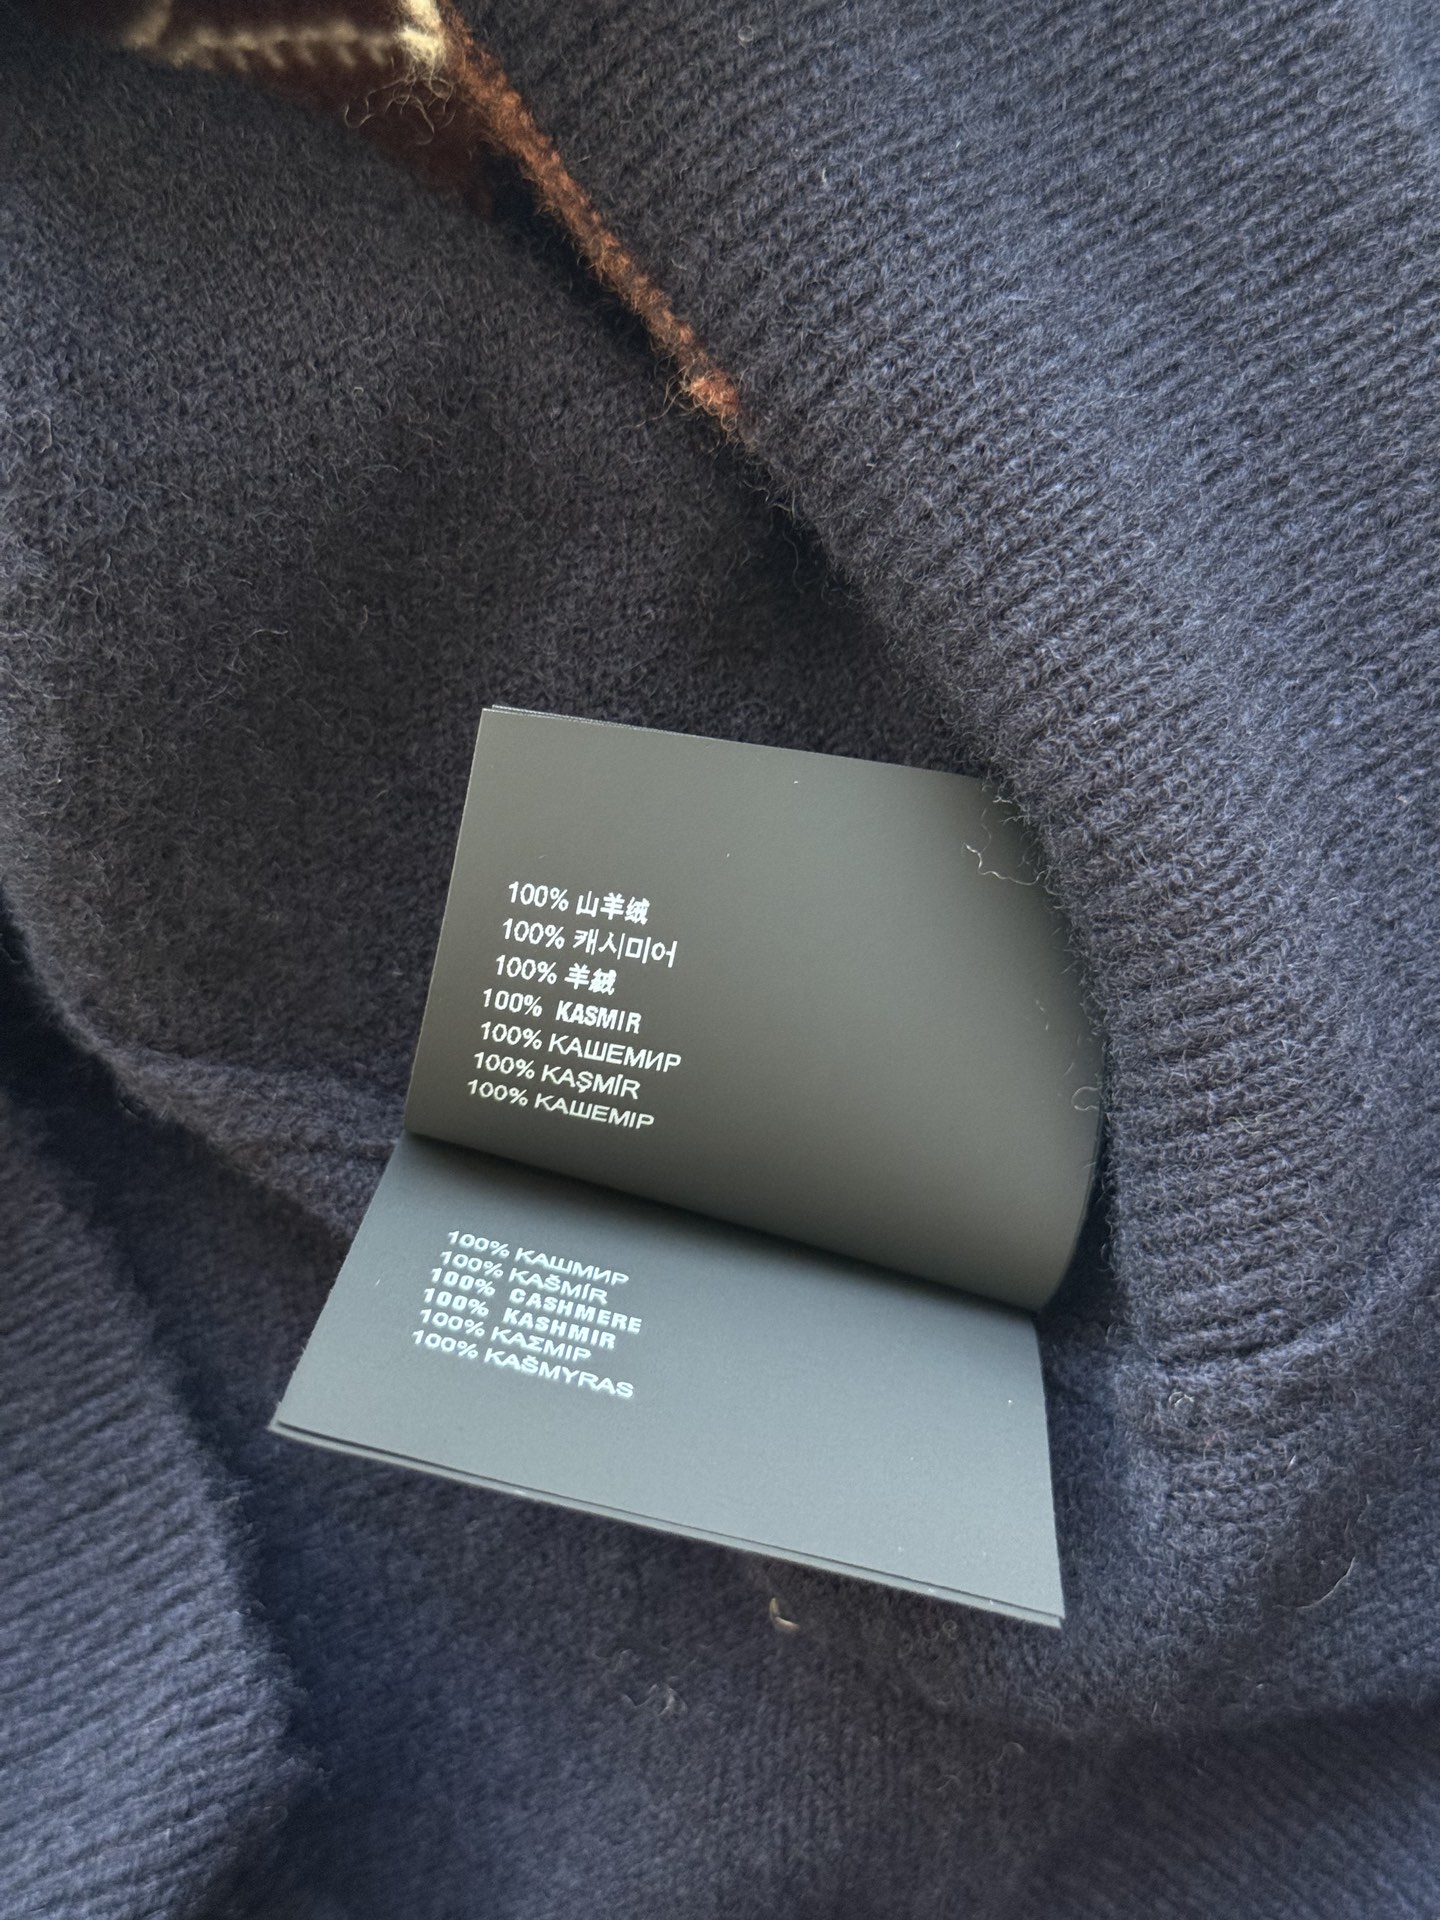 100% 山羊绒
100% 캐시미어
100% 羊絨
100% KASMIR
100% КАШЕМИР
100% KAŞMİR
100% КАШЕМІР
100% КАШМИР
100% KAŠMÍR
100% CASHMERE
100% KASHMIR
100% ΚΑΣΜΙΡ
100% KAŠMYRAS